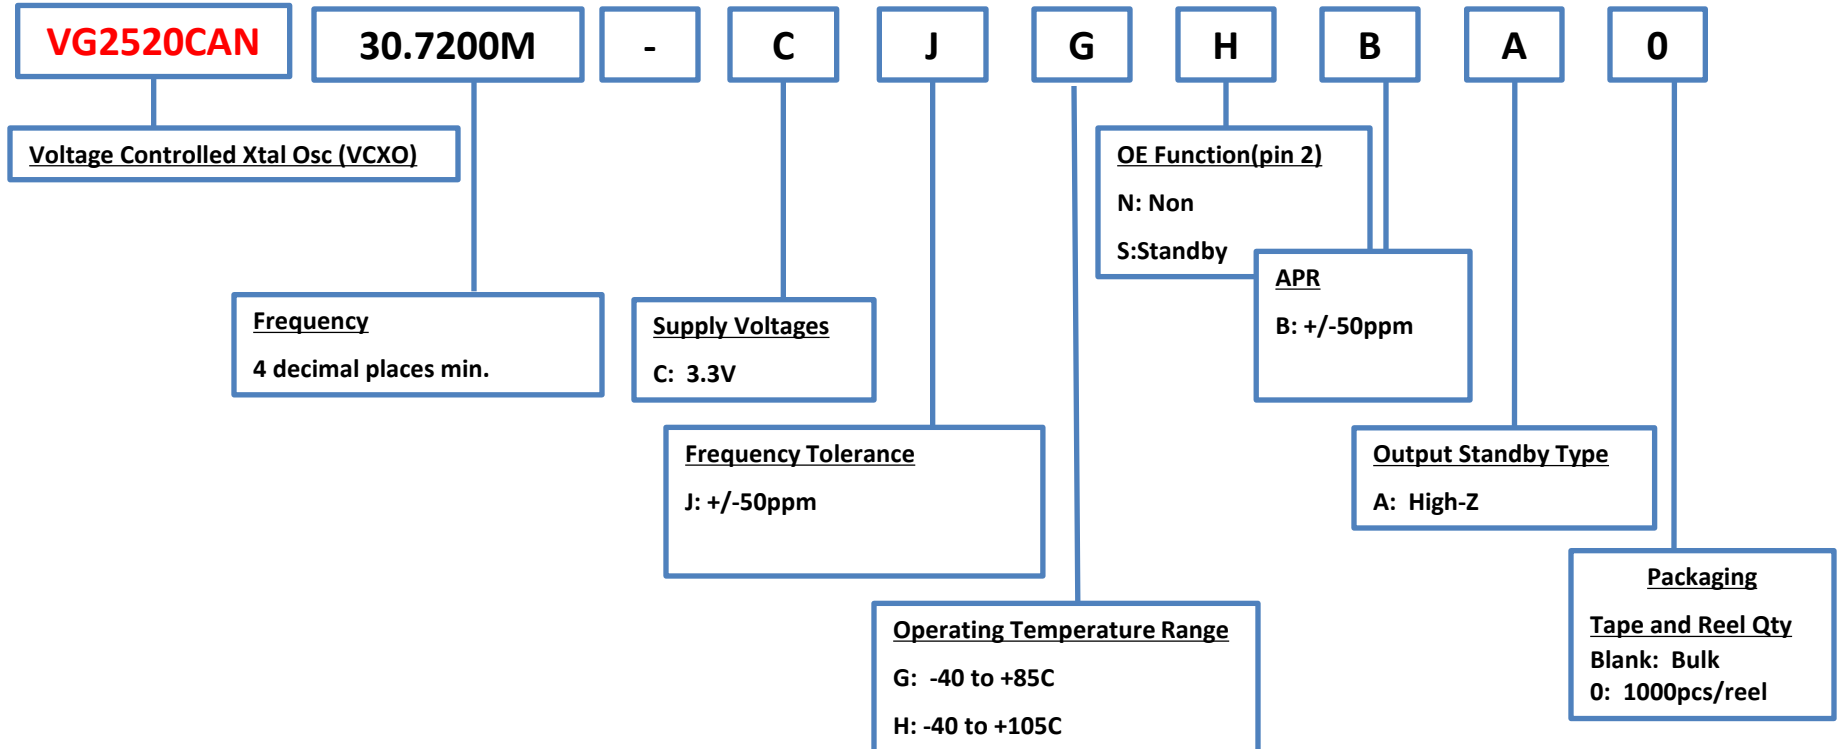 VG2520CAN 30.7200M - C J G H B A 0
Voltage Controlled Xtal Osc (VCXO)
Frequency
4 decimal places min.
Supply Voltages
C:  3.3V
Frequency Tolerance
J: +/-50ppm
Operating Temperature Range
G:  -40 to +85C
H: -40 to +105C
OE Function(pin 2)
N: Non
S:Standby
APR
B: +/-50ppm
Output Standby Type
A:  High-Z
Packaging
Tape and Reel Qty
Blank:  Bulk
0:  1000pcs/reel